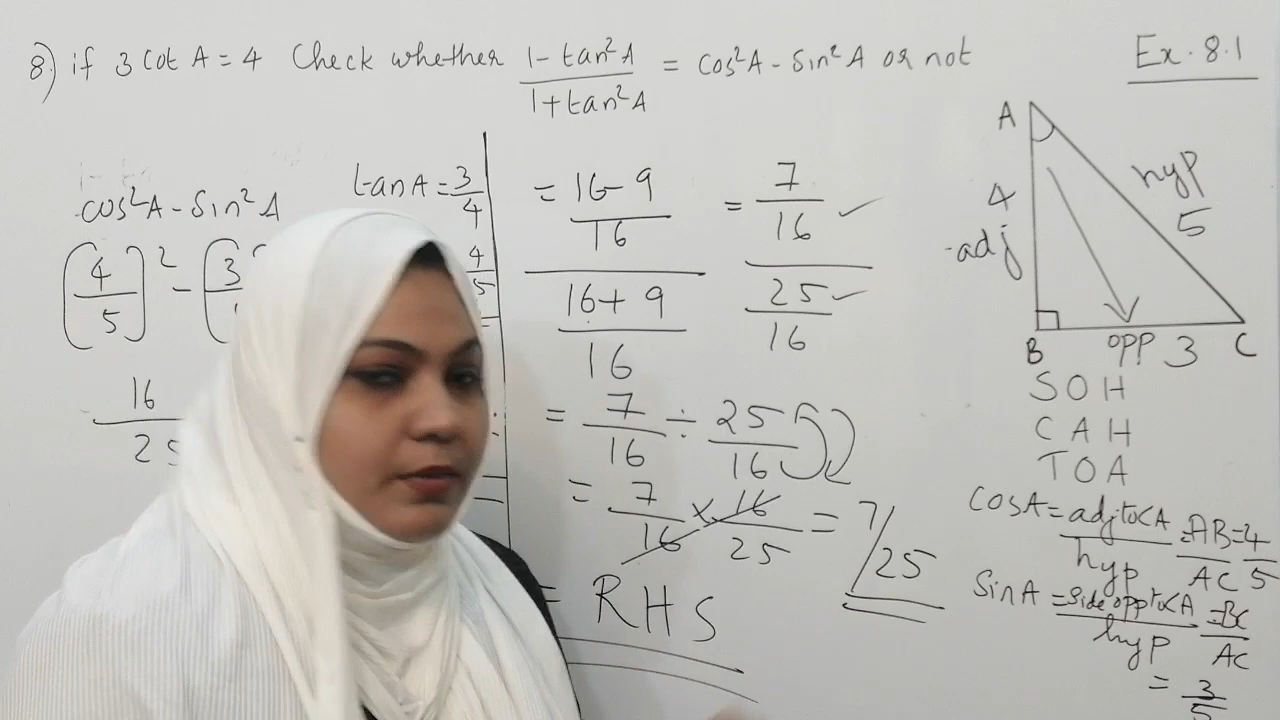 8) if 3 Cot A = 4 Check whether 1 - tan²A / 1 + tan²A = Cos²A - Sin²A or not
Ex. 8.1
cos²A - Sin²A
(4/5)² - (3
16
25
tan A = 3/4
4
5
= 16 - 9 / 16
16 + 9 / 16
= 7/16 ✓
25/16 ✓
= 7/16 ÷ 25/16
= 7/16 × 16/25 = 7/25
= RHS
A
4
adj
hyp
5
B
opp 3
C
SOH
CAH
TOA
COSA = adj to <A / hyp = AB/AC = 4/5
Sin A = side opp to <A / hyp = BC/AC
= 3/5